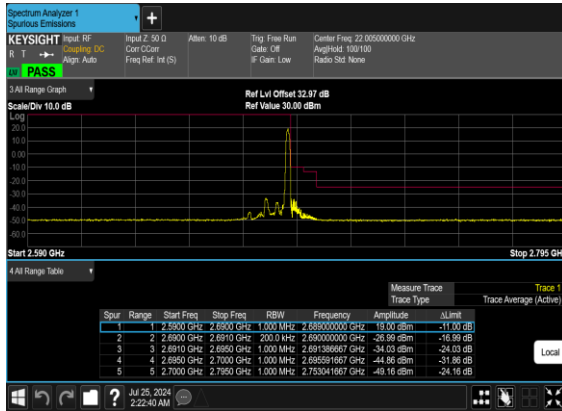 Spectrum Analyzer 1
Spurious Emissions
+
KEYSIGHT Input: RF Input Z: 50 Ω Atten: 10 dB Trig: Free Run Center Freq: 22.005000000 GHz
R T Coupling: DC Corr CCorr Gate: Off Avg|Hold: 100/100
Align: Auto Freq Ref: Int (S) IF Gain: Low Radio Std: None
LXI PASS
3 All Range Graph
Ref Lvl Offset 32.97 dB
Scale/Div 10.0 dB Ref Value 30.00 dBm
Log
20.0
10.0
0.00
-10.0
-20.0
-30.0
-40.0
-50.0
-60.0
Start 2.590 GHz Stop 2.795 GHz
4 All Range Table
Measure Trace Trace 1
Trace Type Trace Average (Active)
Spur Range Start Freq Stop Freq RBW Frequency Amplitude ΔLimit
1 1 2.5900 GHz 2.6900 GHz 1.000 MHz 2.689000000 GHz 19.00 dBm -11.00 dB
2 2 2.6900 GHz 2.6910 GHz 200.0 kHz 2.690000000 GHz -26.99 dBm -16.99 dB
3 3 2.6910 GHz 2.6950 GHz 1.000 MHz 2.691386667 GHz -34.03 dBm -24.03 dB
4 4 2.6950 GHz 2.7000 GHz 1.000 MHz 2.695591667 GHz -44.86 dBm -31.86 dB
5 5 2.7000 GHz 2.7950 GHz 1.000 MHz 2.753041667 GHz -49.16 dBm -24.16 dB
Local
? Jul 25, 2024
2:22:40 AM